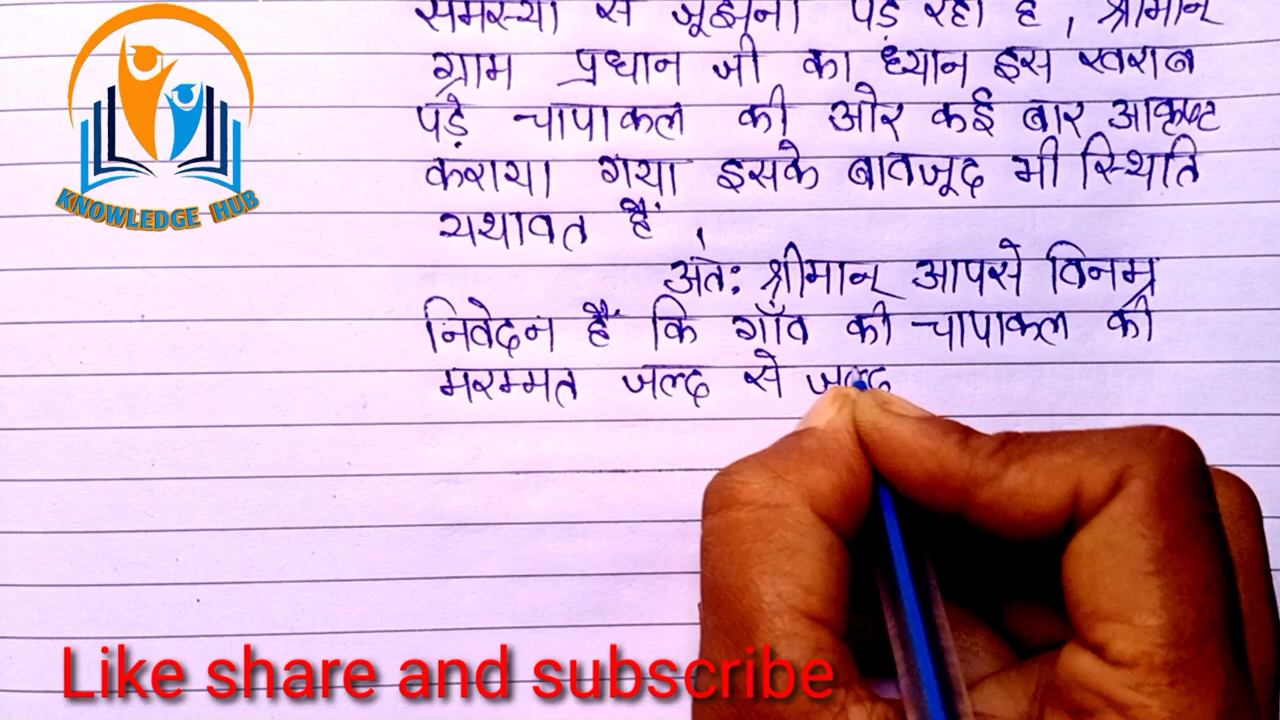 समस्या से जूझना पड़ रहा है, श्रीमान्
ग्राम प्रधान जी का ध्यान इस खराब
पड़े चापाकल की ओर कई बार आकृष्ट
कराया गया इसके बावजूद भी स्थिति
यथावत हैं,
अंत: श्रीमान् आपसे विनम्र
निवेदन हैं कि गाँव की चापाकल की
मरम्मत जल्द से जल्द
KNOWLEDGE HUB
Like share and subscribe